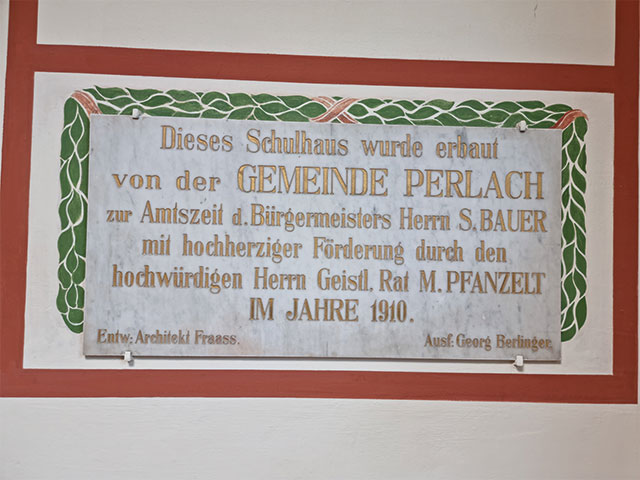 Dieses Schulhaus wurde erbaut
von der GEMEINDE PERLACH
zur Amtszeit d. Bürgermeisters Herrn S. BAUER
mit hochherziger Förderung durch den
hochwürdigen Herrn Geistl. Rat M. PFANZELT
IM JAHRE 1910.
Entw: Architekt Fraass. Ausf: Georg Berlinger.